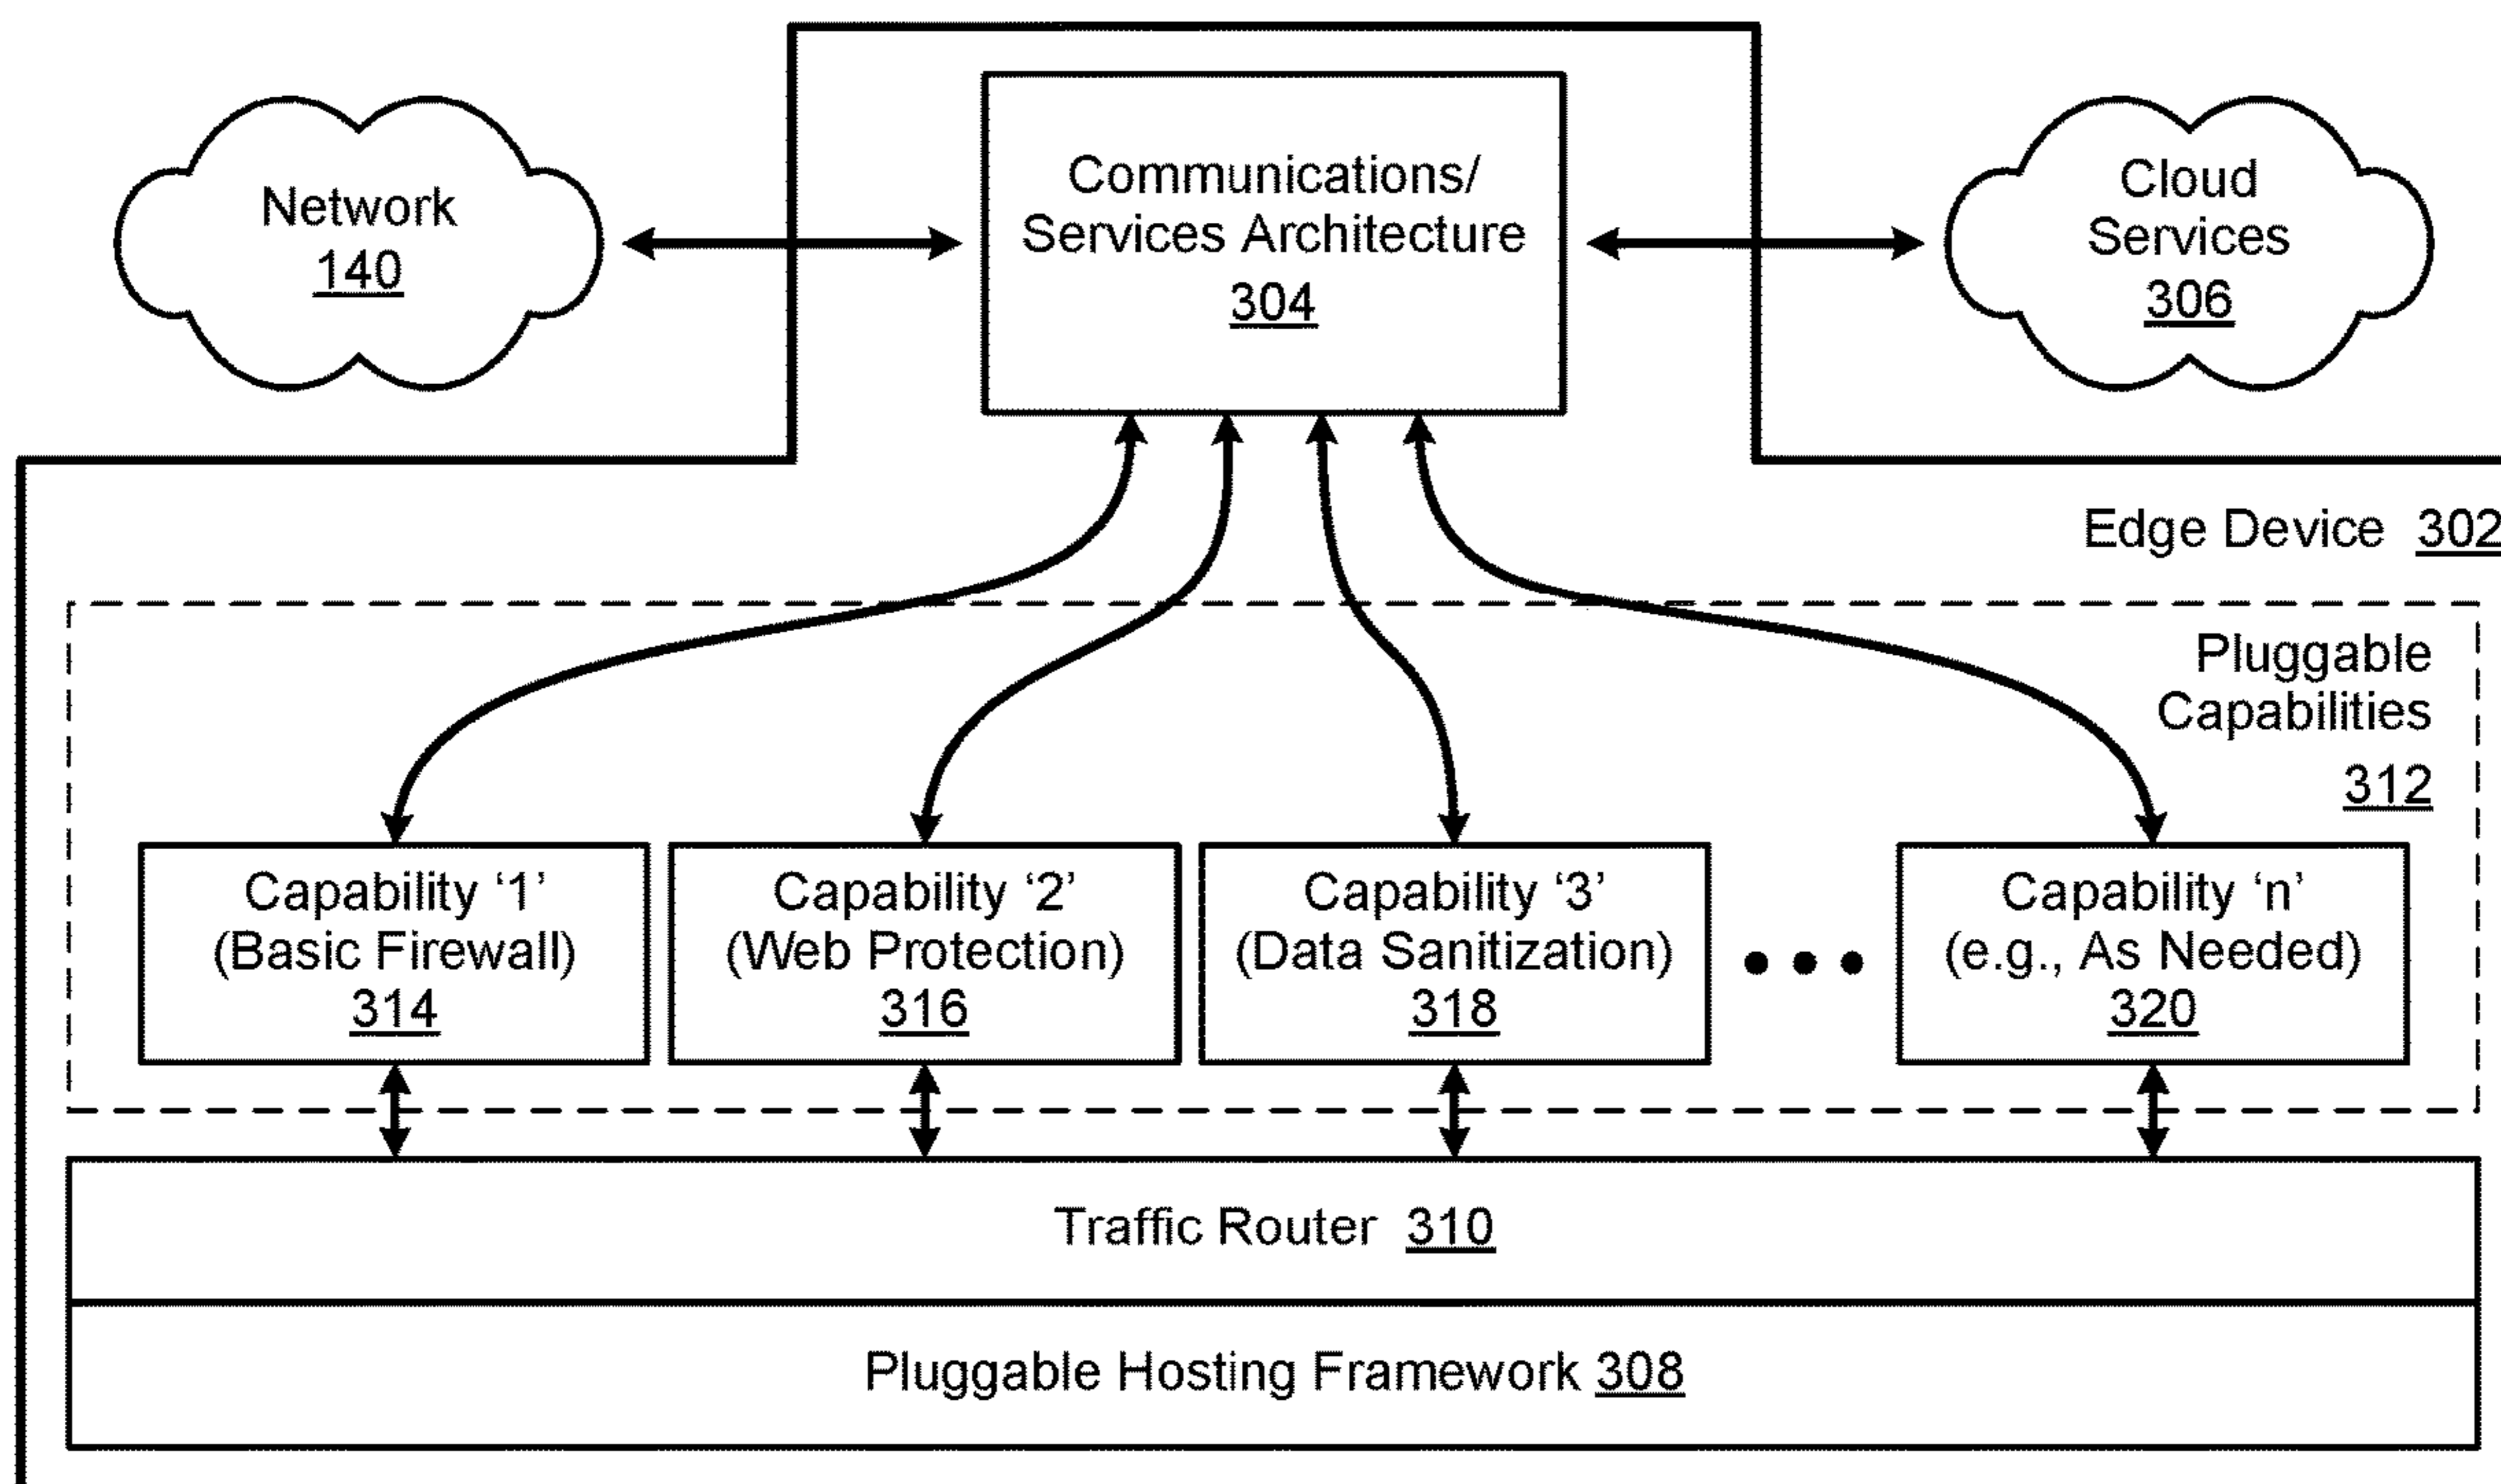 Network
140
Communications/
Services Architecture
304
Cloud
Services
306
Edge Device 302
Pluggable
Capabilities
312
Capability ‘1’
(Basic Firewall)
314
Capability ‘2’
(Web Protection)
316
Capability ‘3’
(Data Sanitization)
318
Capability ‘n’
(e.g., As Needed)
320
Traffic Router 310
Pluggable Hosting Framework 308